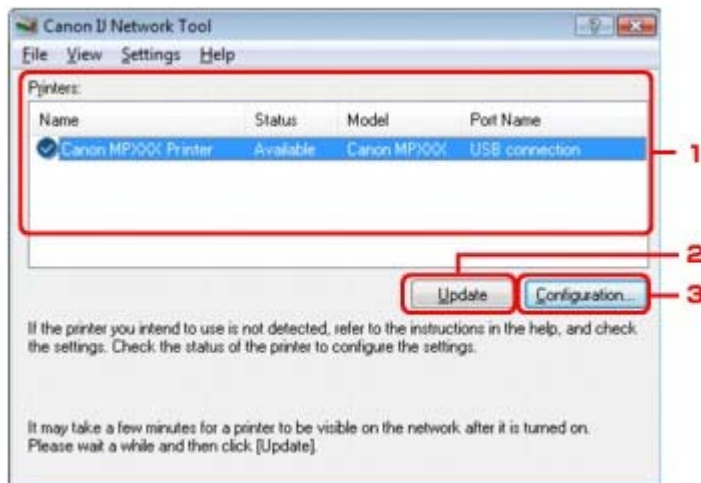 Canon IJ Network Tool
File View Settings Help
Printers:
Name Status Model Port Name
Canon MPXXX Printer Available Canon MPXXX USB connection
1
2
Update Configuration... 3
If the printer you intend to use is not detected, refer to the instructions in the help, and check
the settings. Check the status of the printer to configure the settings.
It may take a few minutes for a printer to be visible on the network after it is turned on.
Please wait a while and then click [Update].